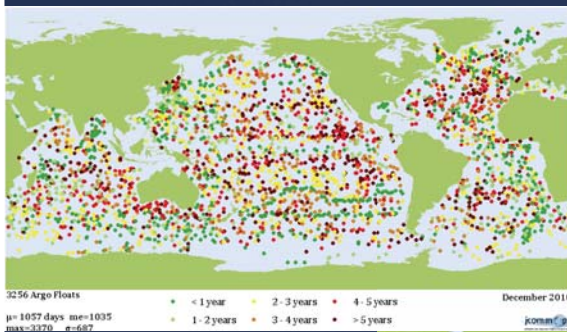 3256 Argo Floats
µ= 1057 days me=1035
max=3370 σ=687
< 1 year
1 - 2 years
2 - 3 years
3 - 4 years
4 - 5 years
> 5 years
December 2010
jcommops